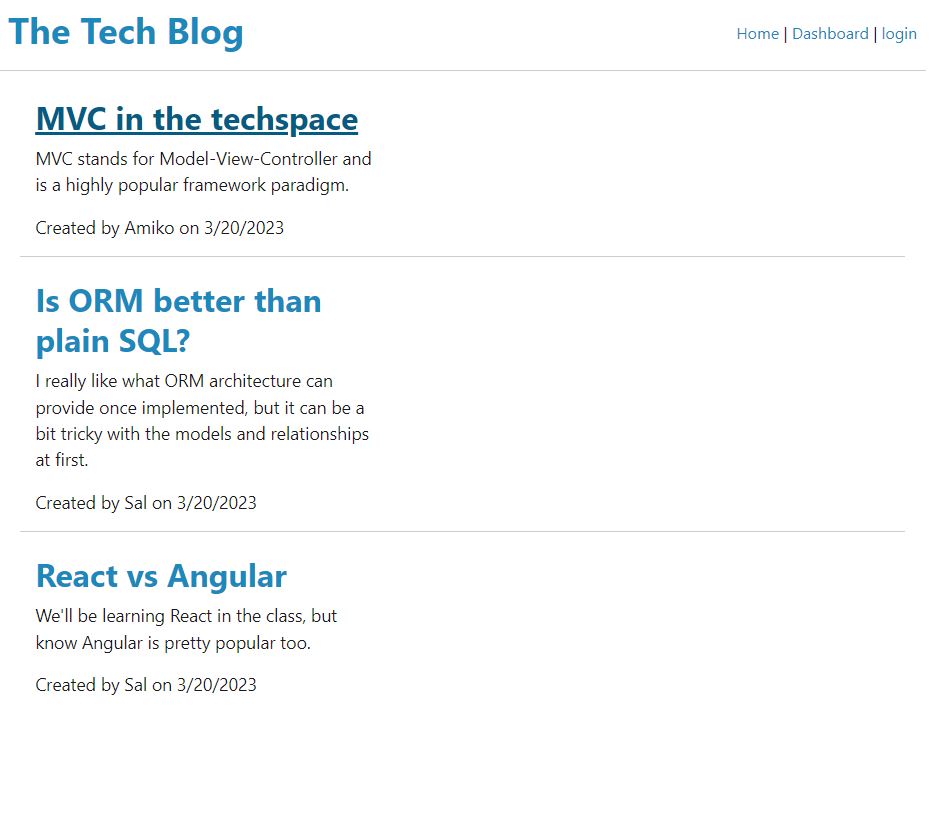 The Tech Blog
Home | Dashboard | login
MVC in the techspace
MVC stands for Model-View-Controller and
is a highly popular framework paradigm.
Created by Amiko on 3/20/2023
Is ORM better than
plain SQL?
I really like what ORM architecture can
provide once implemented, but it can be a
bit tricky with the models and relationships
at first.
Created by Sal on 3/20/2023
React vs Angular
We'll be learning React in the class, but
know Angular is pretty popular too.
Created by Sal on 3/20/2023